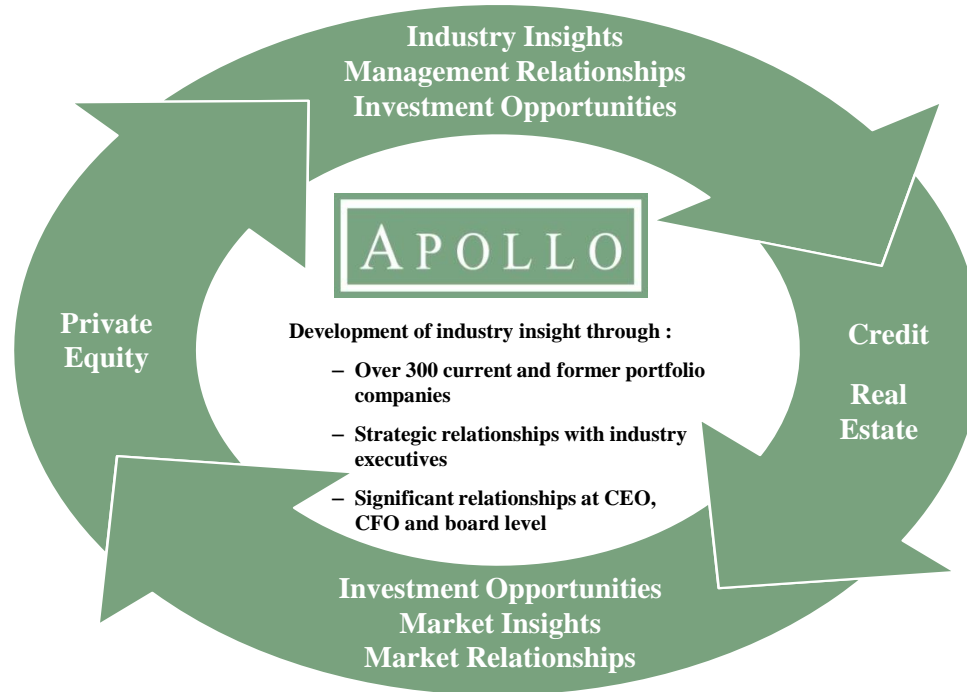 Industry Insights
Management Relationships
Investment Opportunities
APOLLO
Development of industry insight through :
– Over 300 current and former portfolio
companies
– Strategic relationships with industry
executives
– Significant relationships at CEO,
CFO and board level
Private
Equity
Credit
Real
Estate
Investment Opportunities
Market Insights
Market Relationships